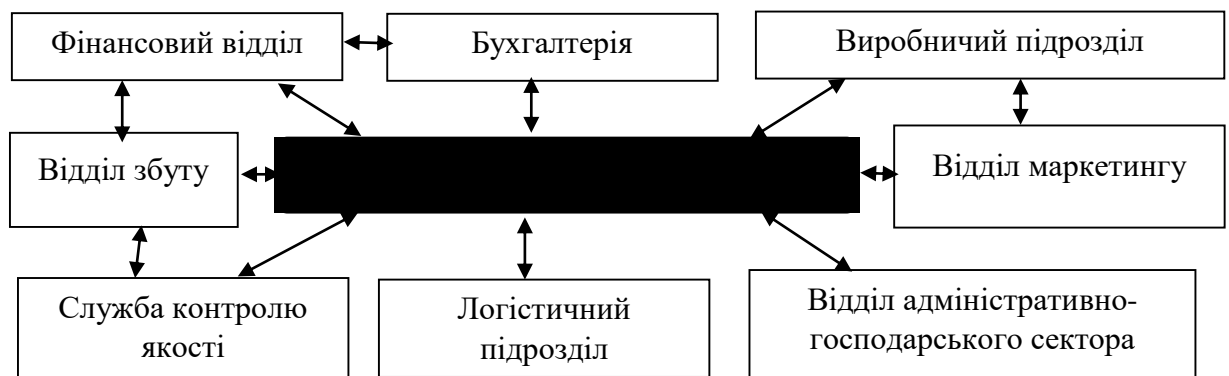 Фінансовий відділ
Бухгалтерія
Виробничий підрозділ
Відділ збуту
Відділ маркетингу
Служба контролю
якості
Логістичний
підрозділ
Відділ адміністративно-
господарського сектора